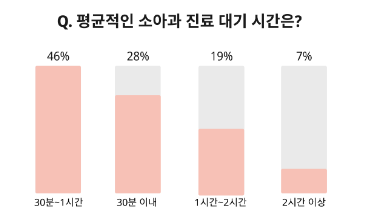 Q. 평균적인 소아과 진료 대기 시간은?
46% 28% 19% 7%
30분~1시간 30분 이내 1시간~2시간 2시간 이상